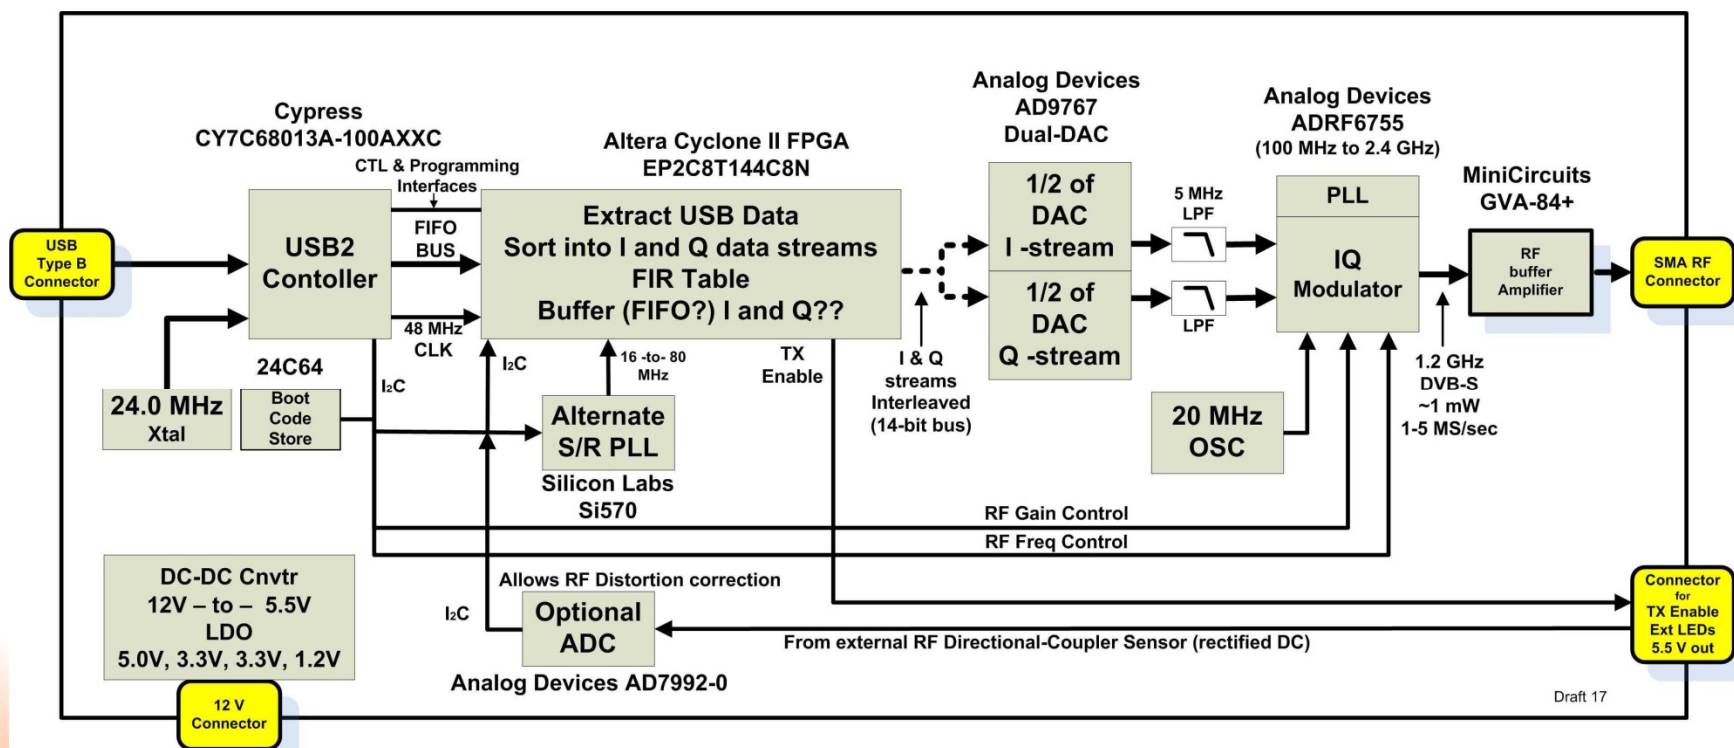 Cypress
CY7C68013A-100AXXC
CTL & Programming
Interfaces
Altera Cyclone II FPGA
EP2C8T144C8N
Analog Devices
AD9767
Dual-DAC
Analog Devices
ADRF6755
(100 MHz to 2.4 GHz)
MiniCircuits
GVA-84+
USB
Type B
Connector
USB2
Contoller
FIFO
BUS
48 MHz
CLK
Extract USB Data
Sort into I and Q data streams
FIR Table
Buffer (FIFO?) I and Q??
1/2 of
DAC
I -stream
1/2 of
DAC
Q -stream
5 MHz
LPF
LPF
PLL
IQ
Modulator
RF
buffer
Amplifier
SMA RF
Connector
24.0 MHz
Xtal
24C64
Boot
Code
Store
I2C
I2C
16 -to- 80
MHz
TX
Enable
I & Q
streams
Interleaved
(14-bit bus)
1.2 GHz
DVB-S
~1 mW
1-5 MS/sec
Alternate
S/R PLL
Silicon Labs
Si570
20 MHz
OSC
RF Gain Control
RF Freq Control
DC-DC Cnvtr
12V – to – 5.5V
LDO
5.0V, 3.3V, 3.3V, 1.2V
12 V
Connector
Allows RF Distortion correction
I2C
Optional
ADC
Analog Devices AD7992-0
From external RF Directional-Coupler Sensor (rectified DC)
Connector
for
TX Enable
Ext LEDs
5.5 V out
Draft 17